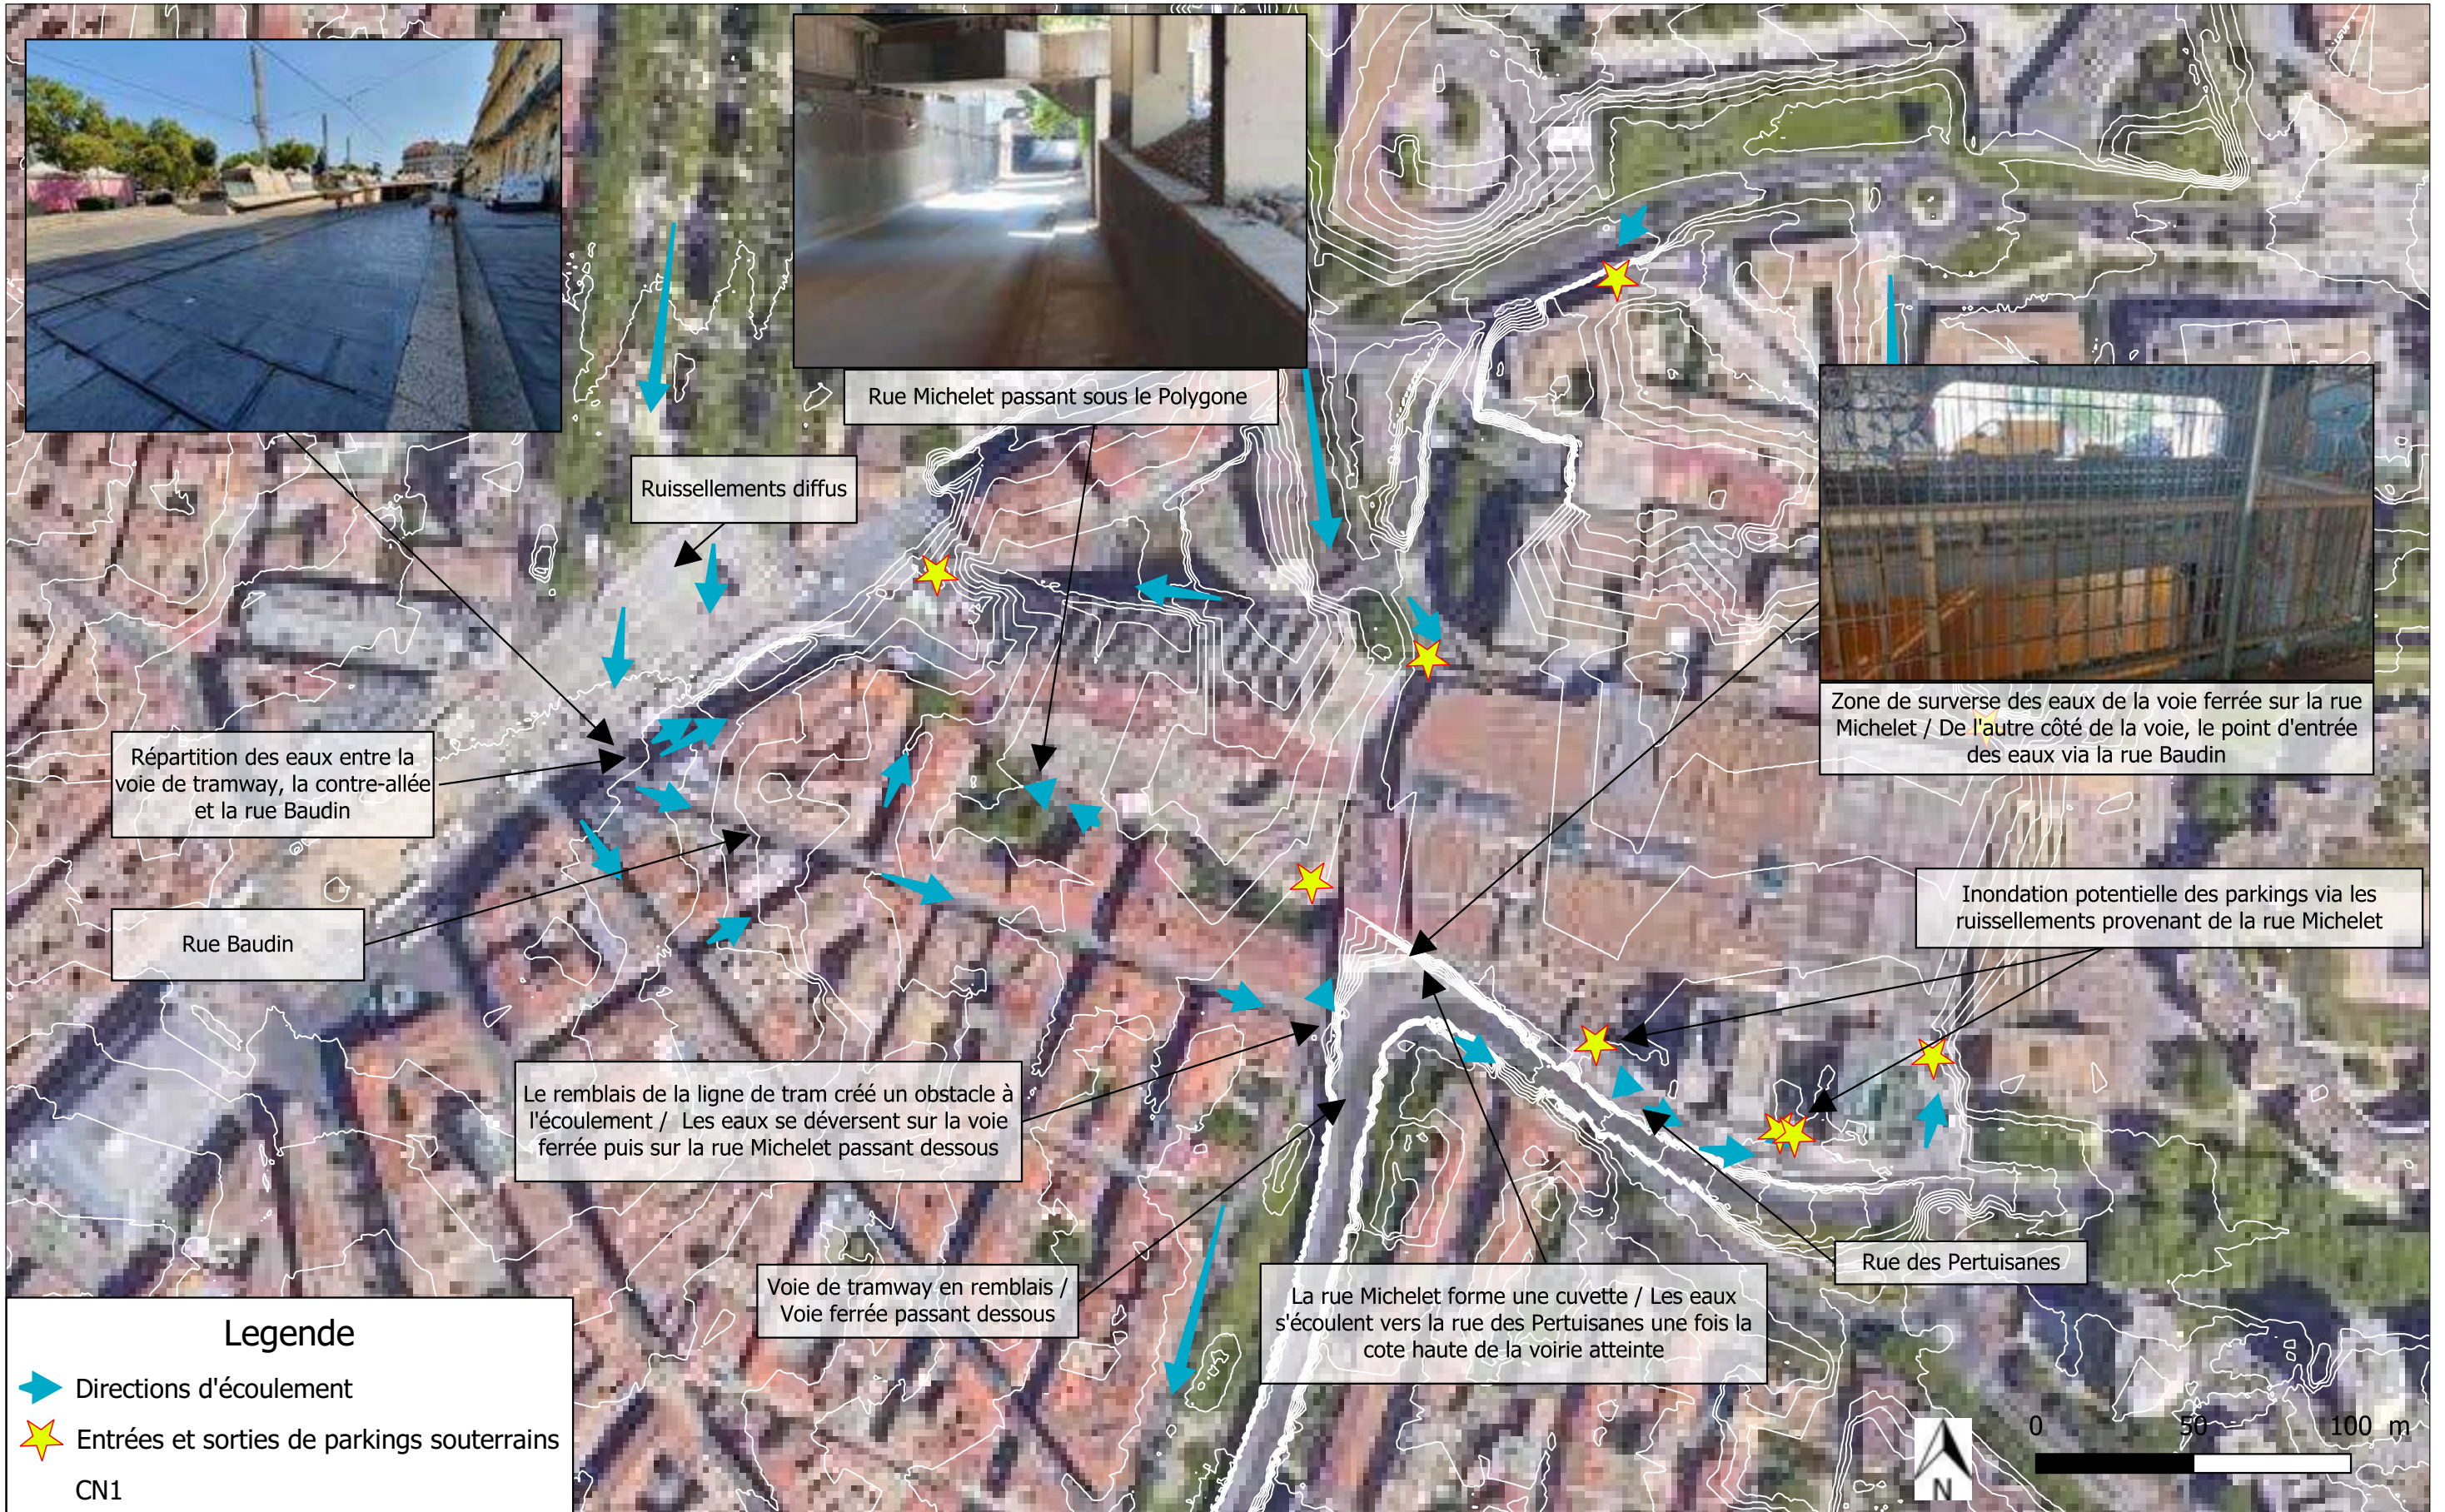 Rue Michelet passant sous le Polygone
Ruissellements diffus
Zone de surverse des eaux de la voie ferrée sur la rue
Michelet / De l'autre côté de la voie, le point d'entrée
des eaux via la rue Baudin
Répartition des eaux entre la
voie de tramway, la contre-allée
et la rue Baudin
Inondation potentielle des parkings via les
ruissellements provenant de la rue Michelet
Rue Baudin
Le remblais de la ligne de tram créé un obstacle à
l'écoulement / Les eaux se déversent sur la voie
ferrée puis sur la rue Michelet passant dessous
Rue des Pertuisanes
Voie de tramway en remblais /
Voie ferrée passant dessous
La rue Michelet forme une cuvette / Les eaux
s'écoulent vers la rue des Pertuisanes une fois la
cote haute de la voirie atteinte
Legende
Directions d'écoulement
Entrées et sorties de parkings souterrains
CN1
0 50 100 m
N